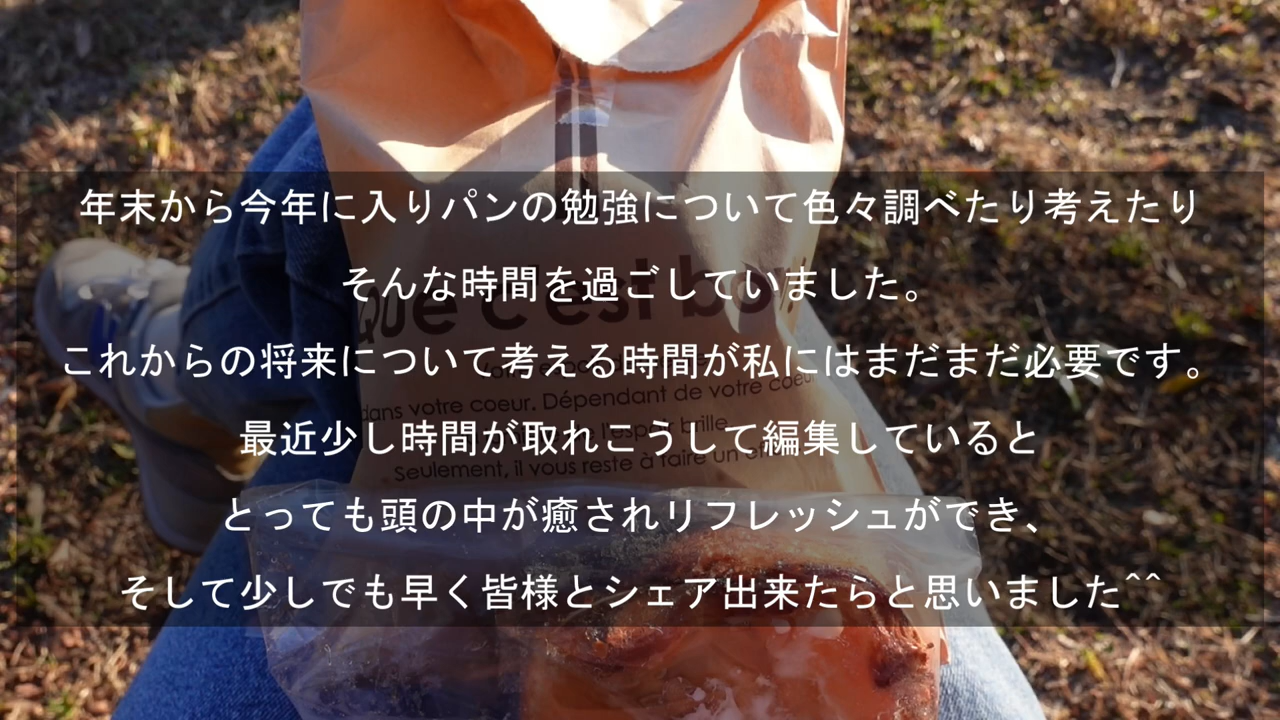 年末から今年に入りパンの勉強について色々調べたり考えたり
そんな時間を過ごしていました。
これからの将来について考える時間が私にはまだまだ必要です。
最近少し時間が取れこうして編集していると
とっても頭の中が癒されリフレッシュができ、
そして少しでも早く皆様とシェア出来たらと思いました^^
Que c'est bon!
dans votre coeur. Dépendant de votre coeur
l'espoir brille
Seulement, il vous reste à faire un